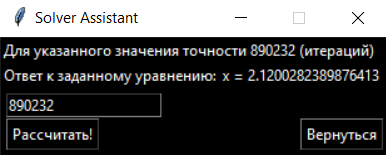 Solver Assistant
Для указанного значения точности 890232 (итераций)
Ответ к заданному уравнению: x = 2.1200282389876413
890232
Рассчитать!
Вернуться